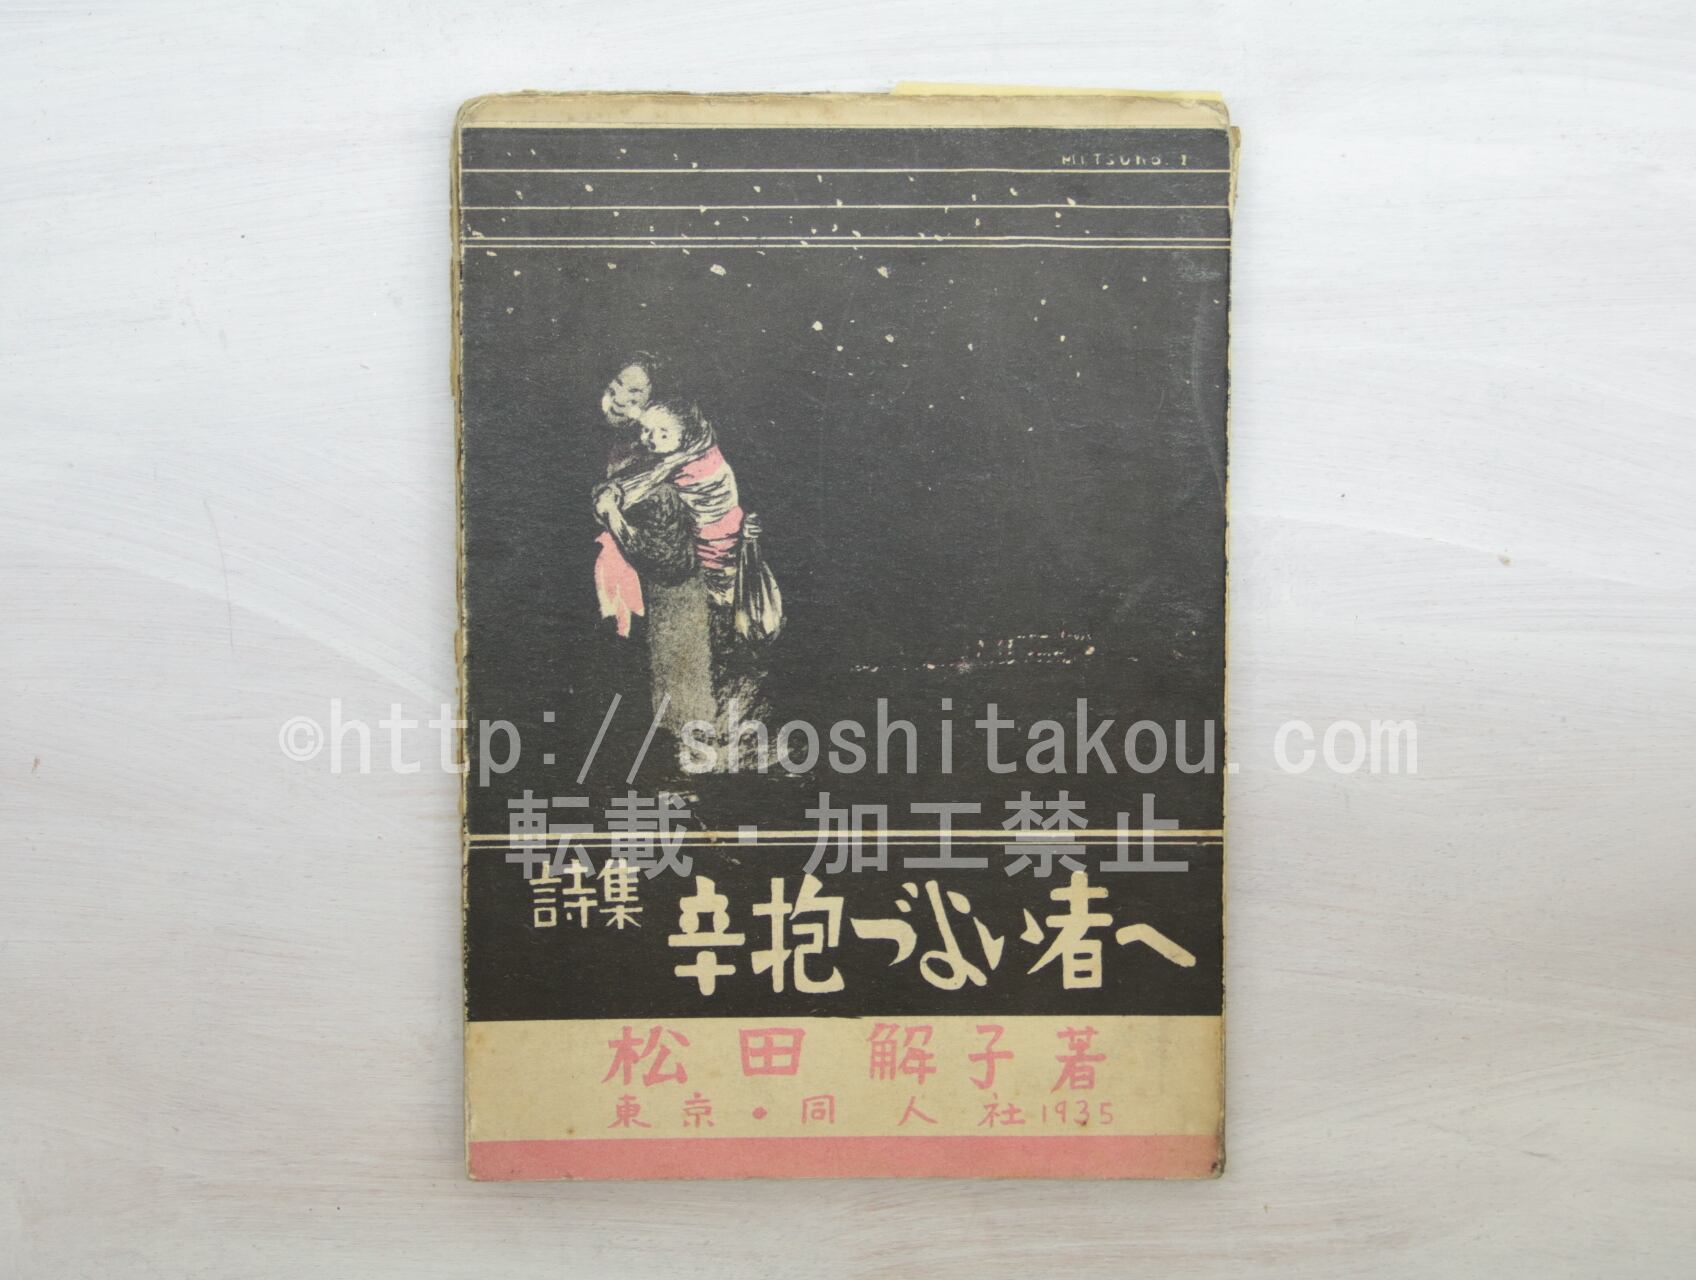 MITSUKO. I
©http://shoshitakou.com
転載・加工禁止
詩集 辛抱づよい者へ
松田解子著
東京・同人社1935